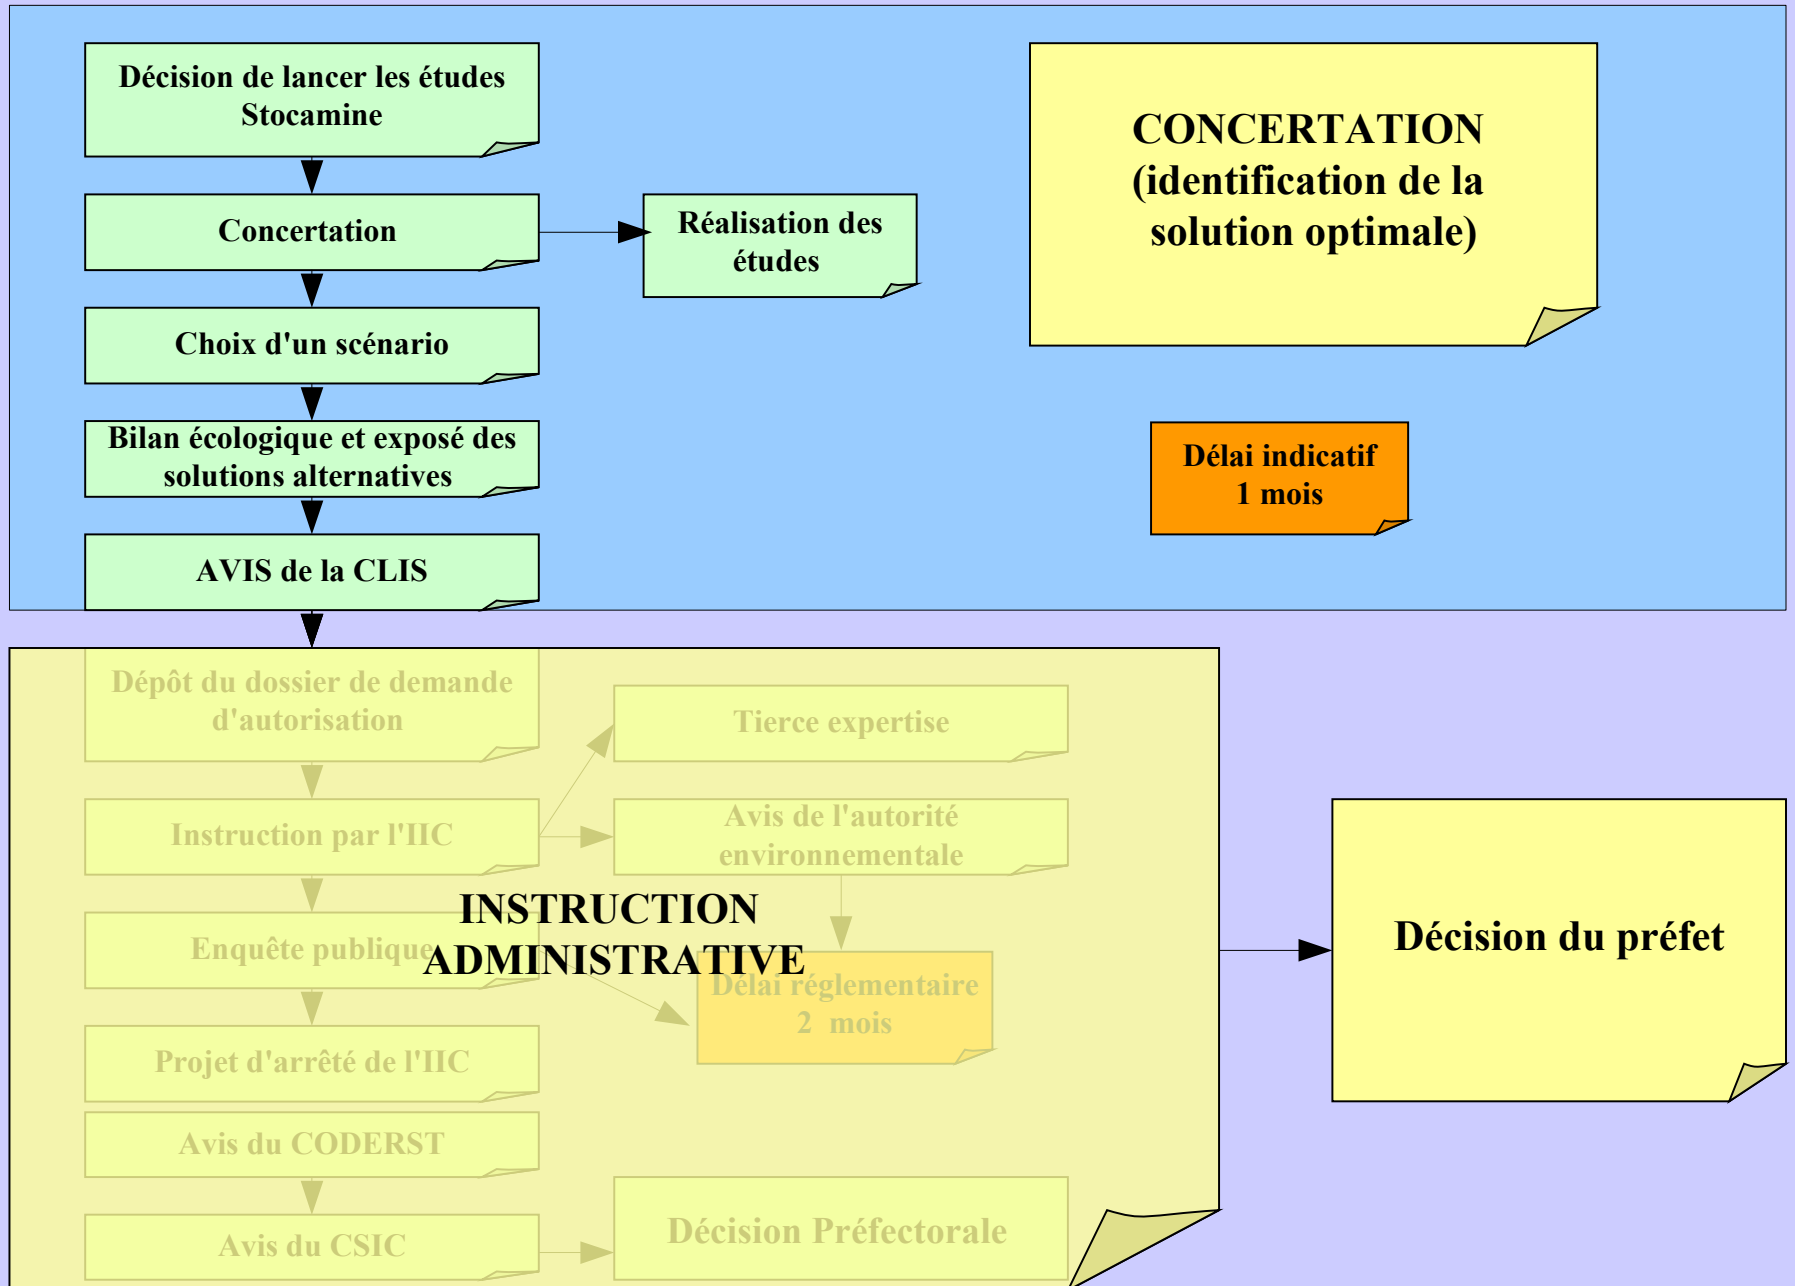 Décision de lancer les études
Stocamine
Concertation
Réalisation des
études
Choix d'un scénario
Bilan écologique et exposé des
solutions alternatives
AVIS de la CLIS
CONCERTATION
(identification de la
solution optimale)
Délai indicatif
1 mois
Dépôt du dossier de demande
d'autorisation
Tierce expertise
Instruction par l'IIC
Avis de l'autorité
environnementale
INSTRUCTION
ADMINISTRATIVE
Enquête publique
Délai réglementaire
2 mois
Projet d'arrêté de l'IIC
Avis du CODERST
Avis du CSIC
Décision Préfectorale
Décision du préfet